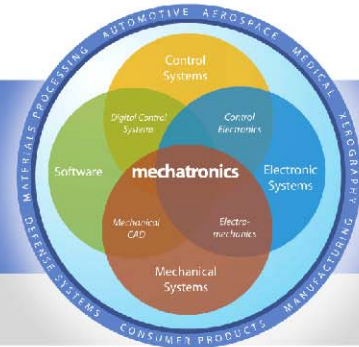 MATERIALS PROCESSING AUTOMOTIVE AEROSPACE MEDICAL XEROGRAPHY MANUFACTURING CONSUMER PRODUCTS DEFENSE SYSTEMS
Control
Systems
Digital Control
System
Control
Electronics
Software
mechatronics
Electronic
Systems
Mechanical
CAD
Electro-
mechanics
Mechanical
Systems